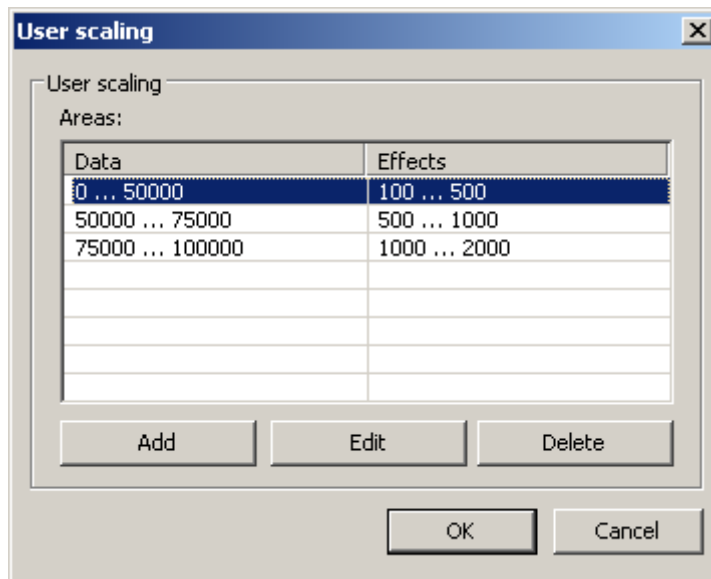 User scaling
User scaling
Areas:
Data Effects
0 ... 50000 100 ... 500
50000 ... 75000 500 ... 1000
75000 ... 100000 1000 ... 2000
Add Edit Delete
OK Cancel